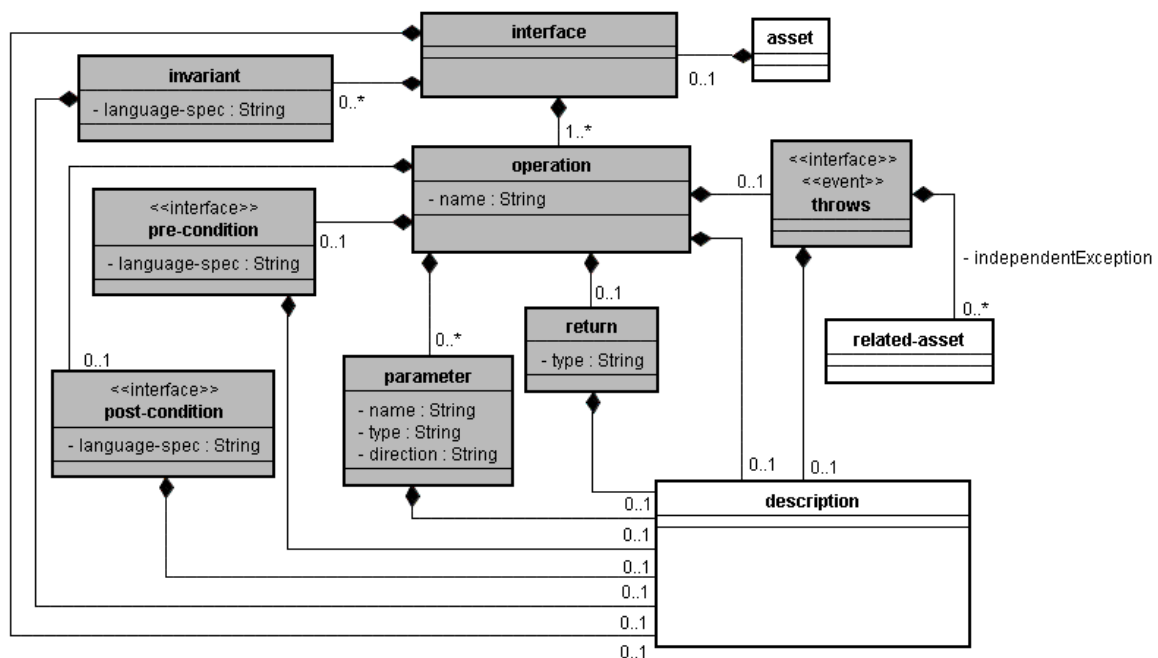 interface
asset
0..1
invariant
- language-spec : String
0..*
1..*
operation
- name : String
0..1
<<interface>>
<<event>>
throws
<<interface>>
pre-condition
- language-spec : String
0..1
- independentException
0..*
related-asset
0..1
return
- type : String
0..*
parameter
- name : String
- type : String
- direction : String
0..1
<<interface>>
post-condition
- language-spec : String
0..1
0..1
description
0..1
0..1
0..1
0..1
0..1
0..1